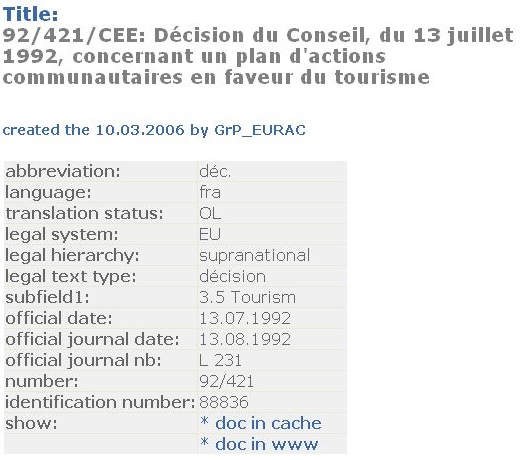 Title:
92/421/CEE: Décision du Conseil, du 13 juillet
1992, concernant un plan d'actions
communautaires en faveur du tourisme
created the 10.03.2006 by GrP_EURAC
abbreviation: déc.
language: fra
translation status: OL
legal system: EU
legal hierarchy: supranational
legal text type: décision
subfield1: 3.5 Tourism
official date: 13.07.1992
official journal date: 13.08.1992
official journal nb: L 231
number: 92/421
identification number: 88836
show: * doc in cache
* doc in www